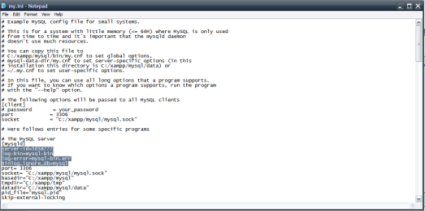 my.ini - Notepad
File Edit Format View Help
# Example MySQL config file for small systems.
#
# This is for a system with little memory (<= 64M) where MySQL is only used
# from time to time and it's important that the mysqld daemon
# doesn't use much resources.
#
# You can copy this file to
# C:/xampp/mysql/bin/my.cnf to set global options,
# mysql-data-dir/my.cnf to set server-specific options (in this
# installation this directory is C:/xampp/mysql/data) or
# ~/.my.cnf to set user-specific options.
#
# In this file, you can use all long options that a program supports.
# If you want to know which options a program supports, run the program
# with the "--help" option.
# The following options will be passed to all MySQL clients
[client]
# password = your_password
port = 3306
socket = "C:/xampp/mysql/mysql.sock"
# Here follows entries for some specific programs
# The MySQL server
[mysqld]
log-bin=mysql-bin
port= 3306
socket= "C:/xampp/mysql/mysql.sock"
basedir="C:/xampp/mysql"
tmpdir="C:/xampp/tmp"
datadir="C:/xampp/mysql/data"
pid_file="mysql.pid"
skip-external-locking